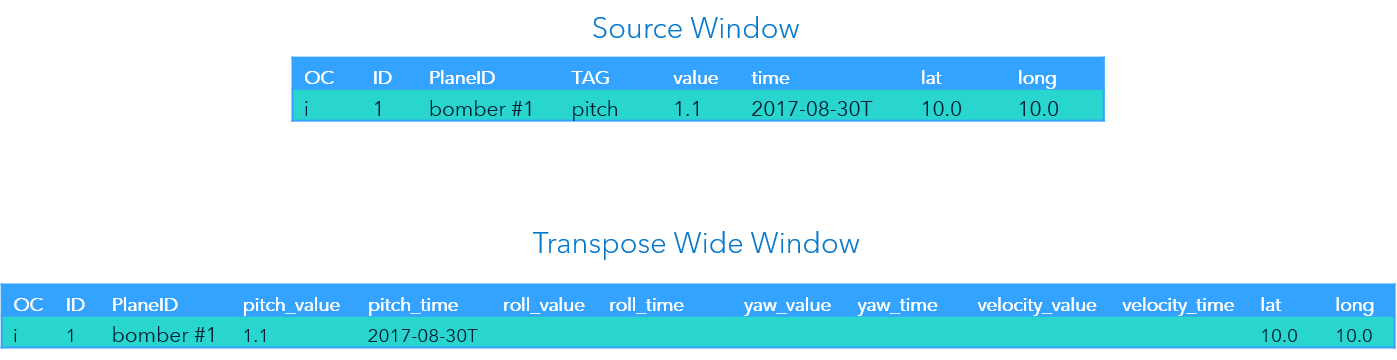 Source Window
OC ID PlaneID TAG value time lat long
i 1 bomber #1 pitch 1.1 2017-08-30T 10.0 10.0
Transpose Wide Window
OC ID PlaneID pitch_value pitch_time roll_value roll_time yaw_value yaw_time velocity_value velocity_time lat long
i 1 bomber #1 1.1 2017-08-30T 10.0 10.0